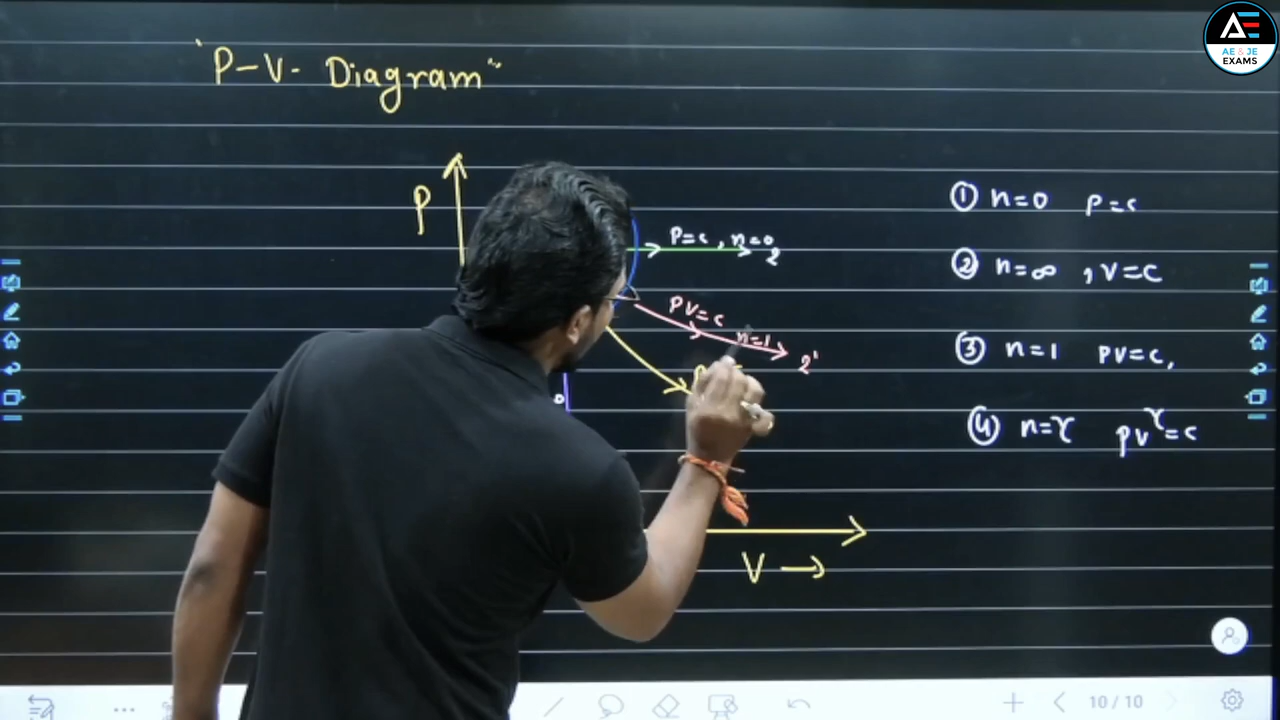 "P-V- Diagram"
AE & JE
EXAMS
P
P=c , n=0
2
PV=c
n=1
2'
V →
① n=0 P=c
② n=∞ , V=C
③ n=1 PV=C,
④ n=γ PV^γ=c
10 / 10